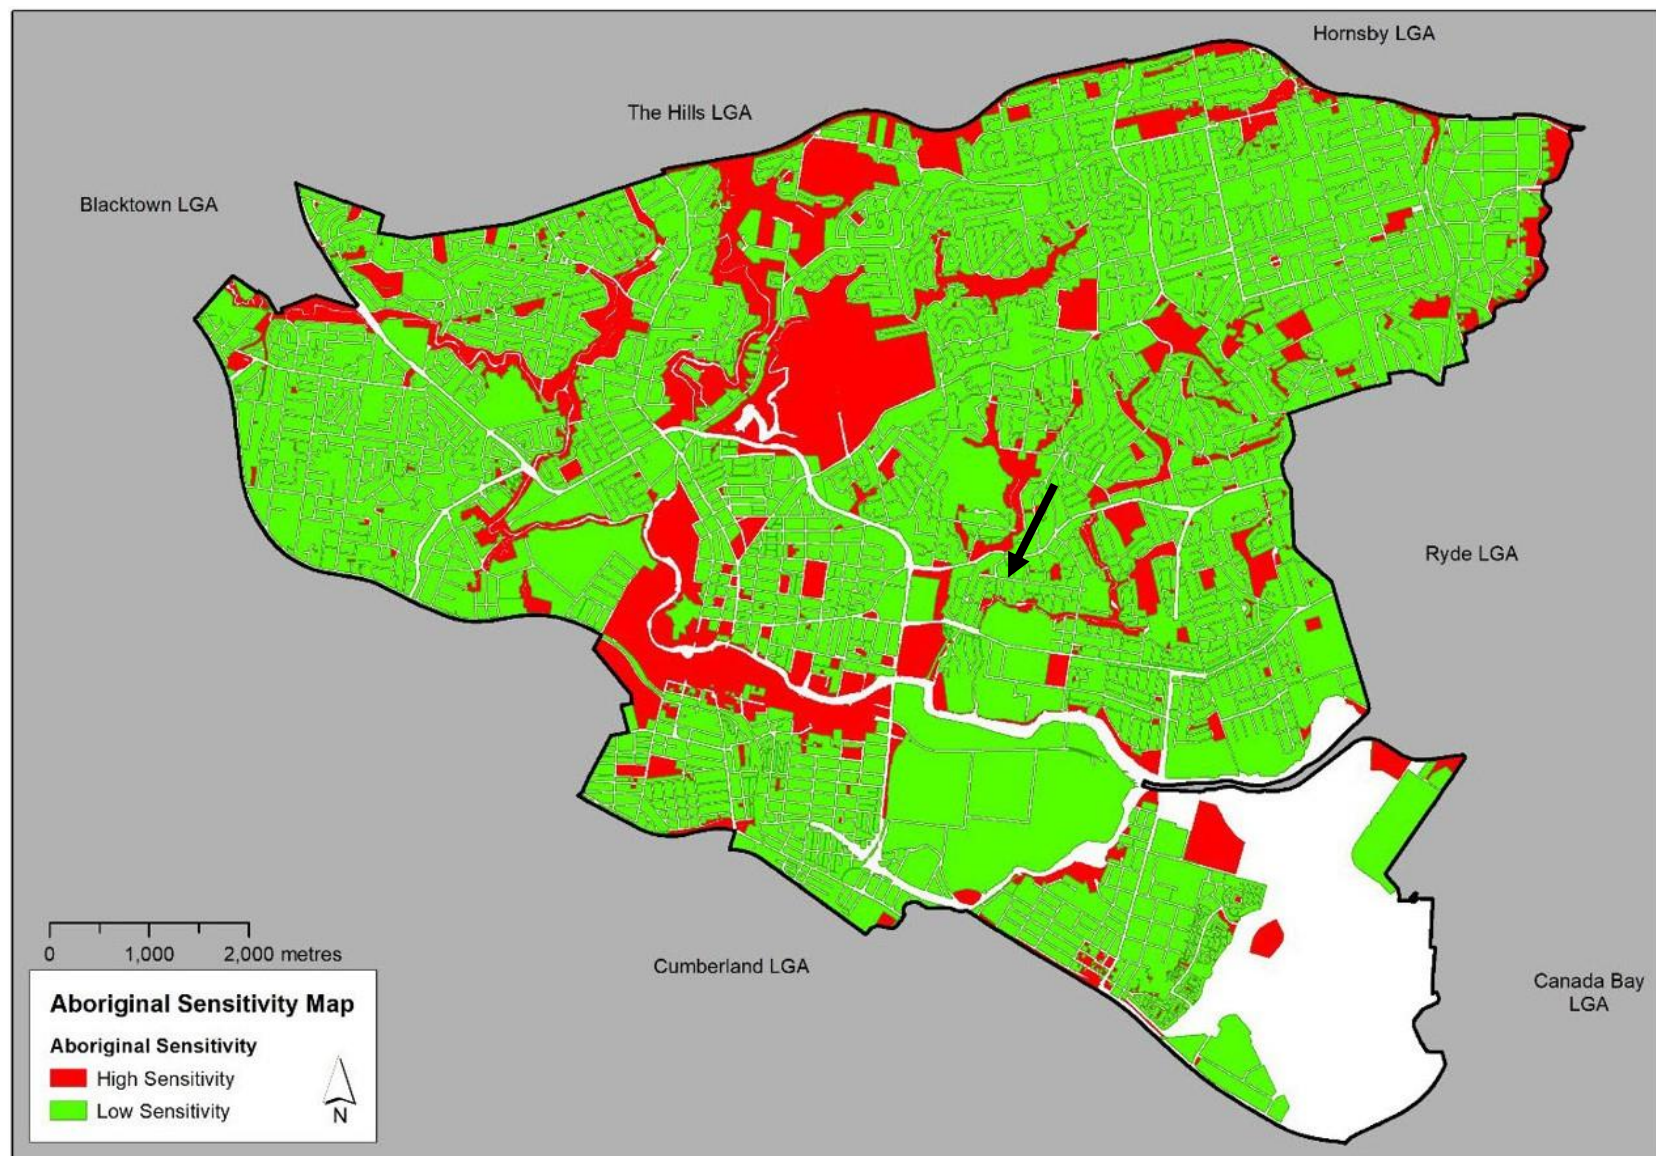 Hornsby LGA
The Hills LGA
Blacktown LGA
Ryde LGA
0 1,000 2,000 metres
Cumberland LGA
Canada Bay
LGA
Aboriginal Sensitivity Map
Aboriginal Sensitivity
High Sensitivity
Low Sensitivity
N